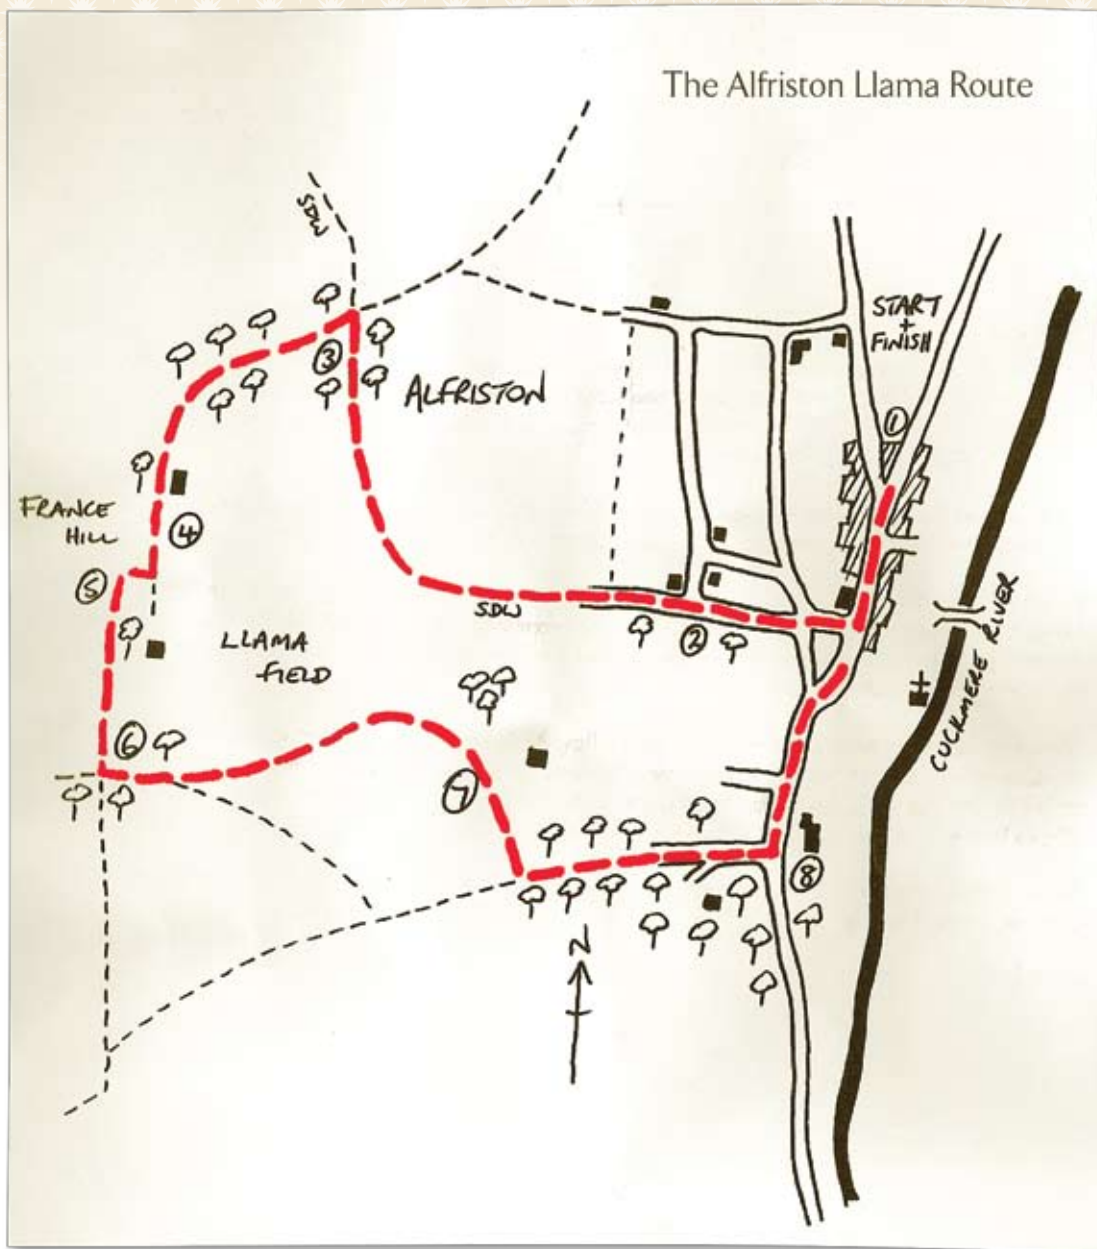 The Alfriston Llama Route
SDW
START
+
FINISH
3
ALFRISTON
1
FRANCE
HILL
4
5
SDW
2
LLAMA
FIELD
CUCKMERE RIVER
6
7
8
N